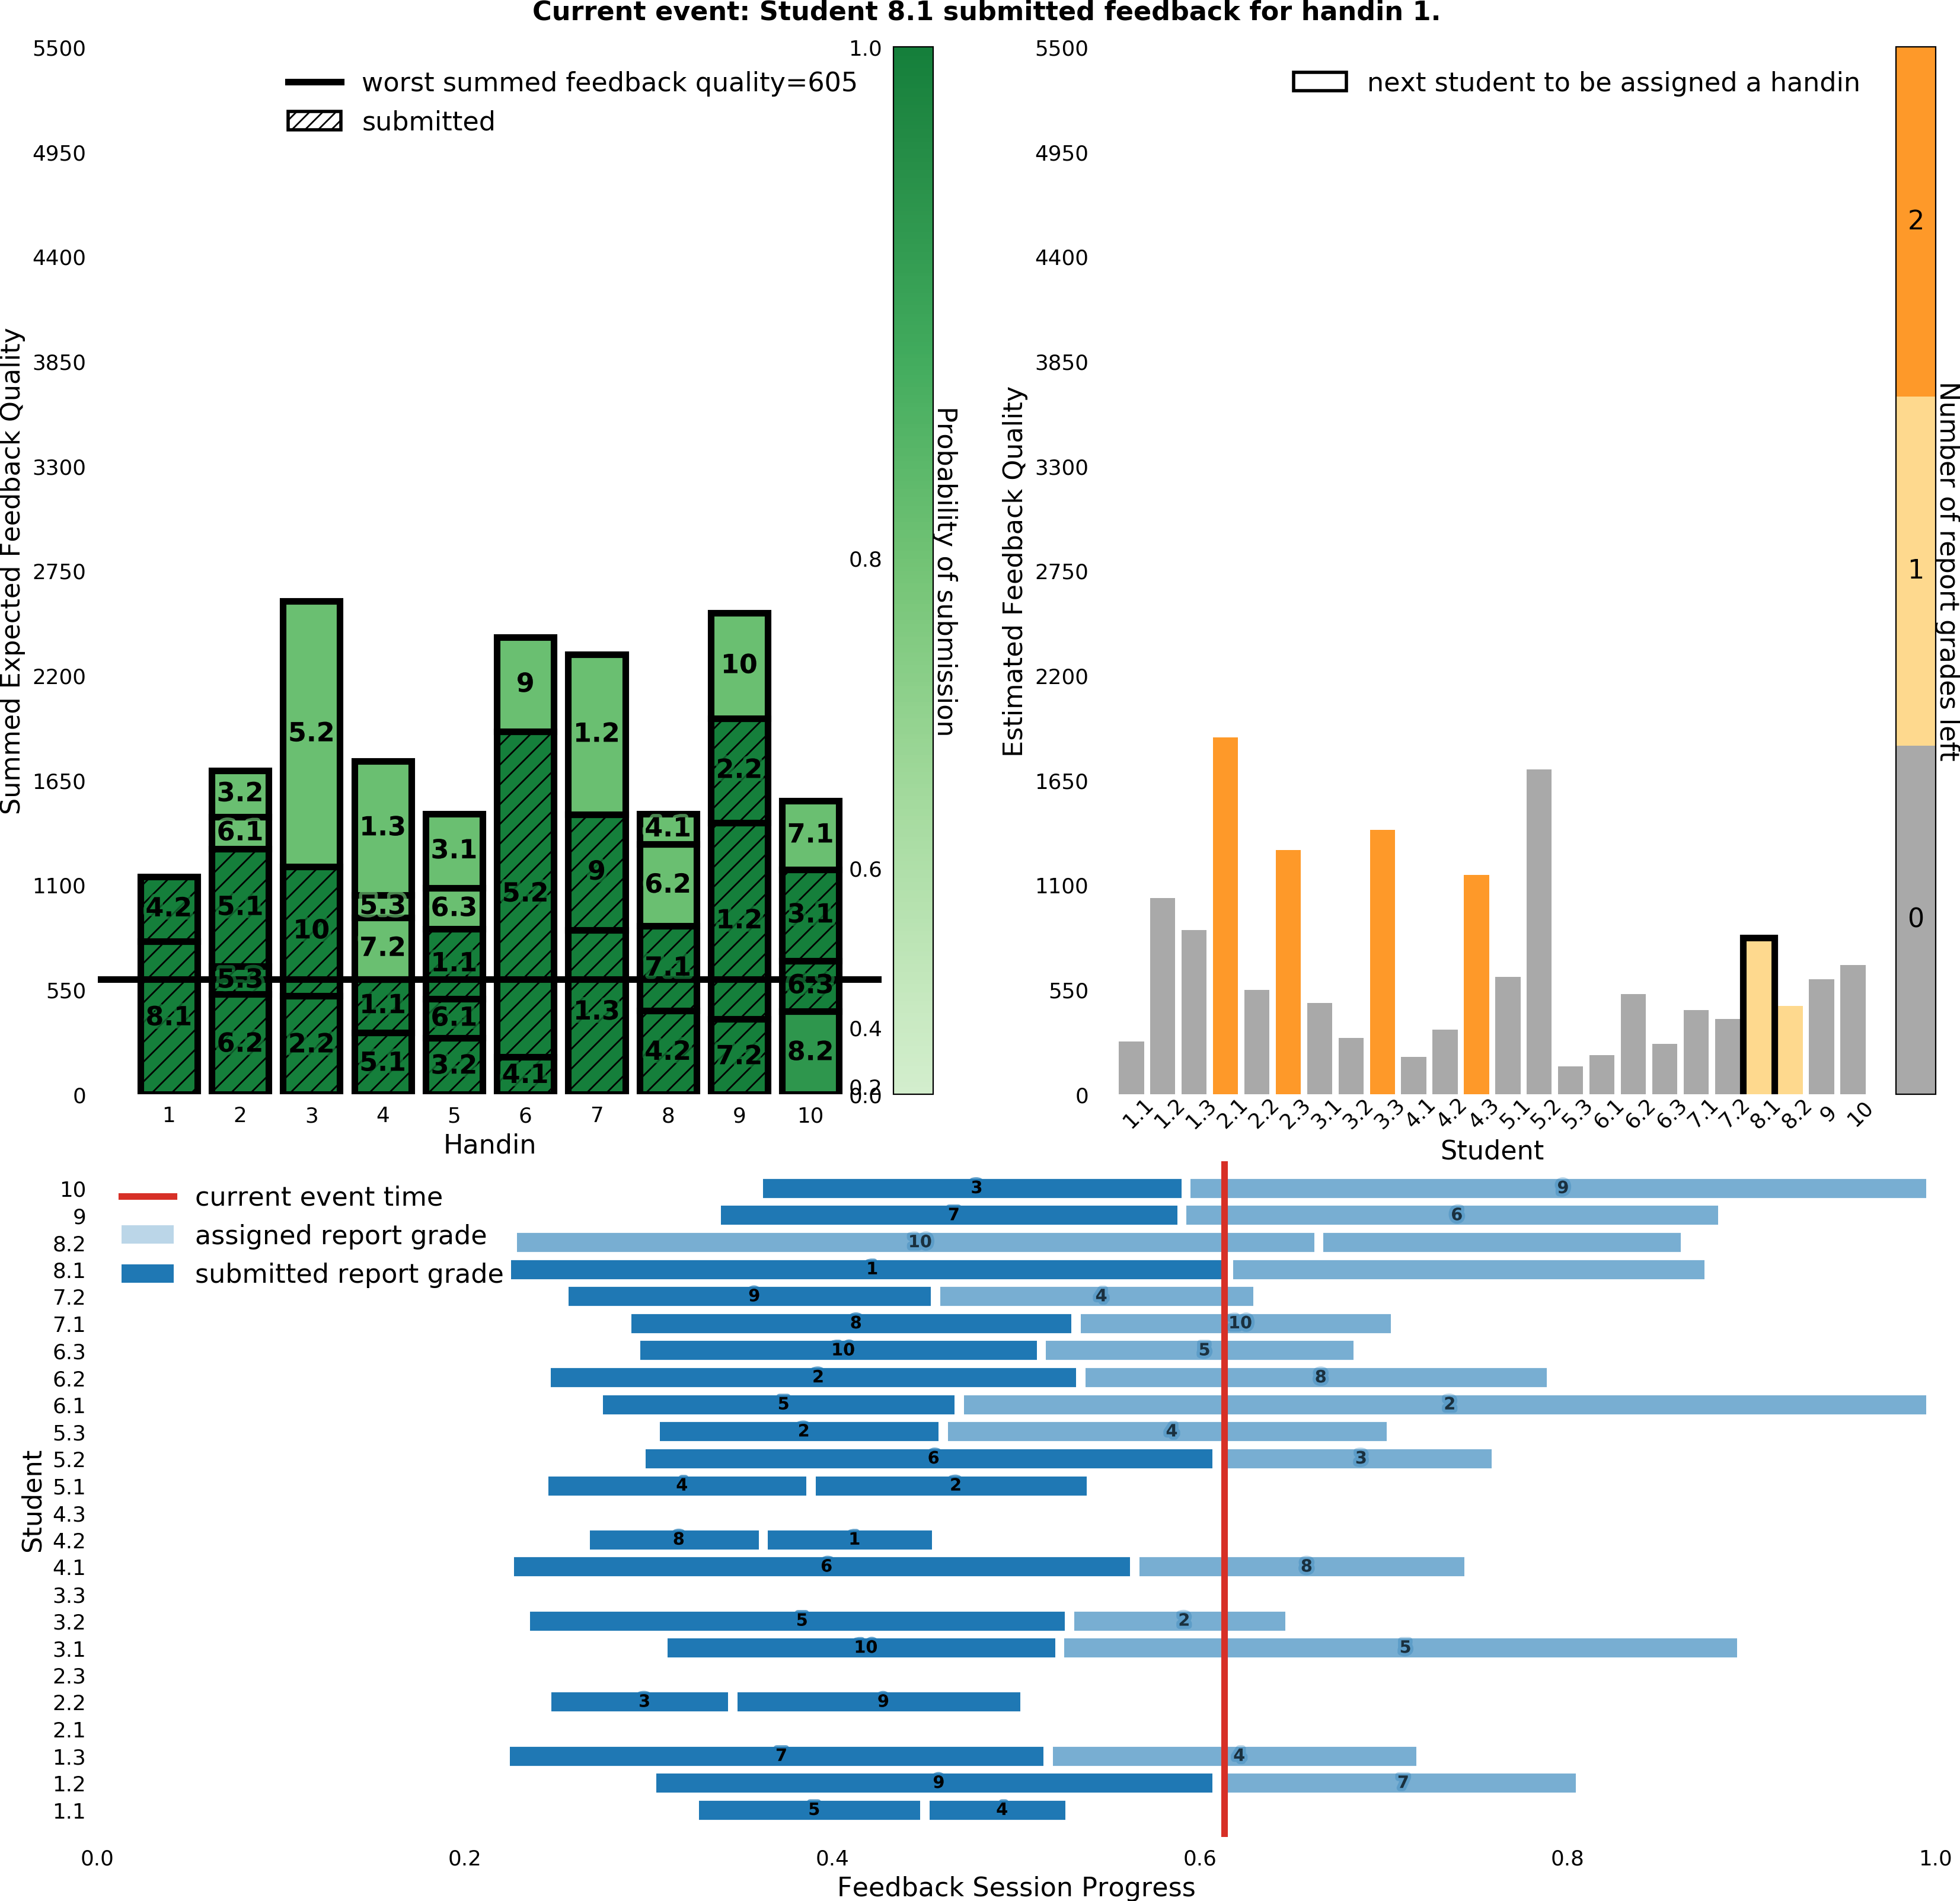 Current event: Student 8.1 submitted feedback for handin 1.
Summed Expected Feedback Quality
5500
4950
4400
3850
3300
2750
2200
1650
1100
550
0
worst summed feedback quality=605
submitted
4.2
8.1
3.2
6.1
5.1
5.3
6.2
5.2
10
2.2
1.3
5.3
7.2
1.1
5.1
3.1
6.3
1.1
6.1
3.2
9
5.2
4.1
1.2
9
1.3
4.1
6.2
7.1
4.2
10
2.2
1.2
7.2
7.1
3.1
6.3
8.2
1 2 3 4 5 6 7 8 9 10
Handin
1.0
0.8
0.6
0.4
0.2
0.0
Probability of submission
Estimated Feedback Quality
5500
4950
4400
3850
3300
2750
2200
1650
1100
550
0
next student to be assigned a handin
1.1 1.2 1.3 2.1 2.2 2.3 3.1 3.2 3.3 4.1 4.2 4.3 5.1 5.2 5.3 6.1 6.2 6.3 7.1 7.2 8.1 8.2 9 10
Student
2
1
0
Number of report grades left
current event time
assigned report grade
submitted report grade
Student
10 3 9
9 7 6
8.2 10
8.1 1
7.2 9 4
7.1 8 10
6.3 10 5
6.2 2 8
6.1 5 2
5.3 2 4
5.2 6 3
5.1 4 2
4.3
4.2 8 1
4.1 6 8
3.3
3.2 5 2
3.1 10 5
2.3
2.2 3 9
2.1
1.3 7 4
1.2 9 7
1.1 5 4
0.0 0.2 0.4 0.6 0.8 1.0
Feedback Session Progress